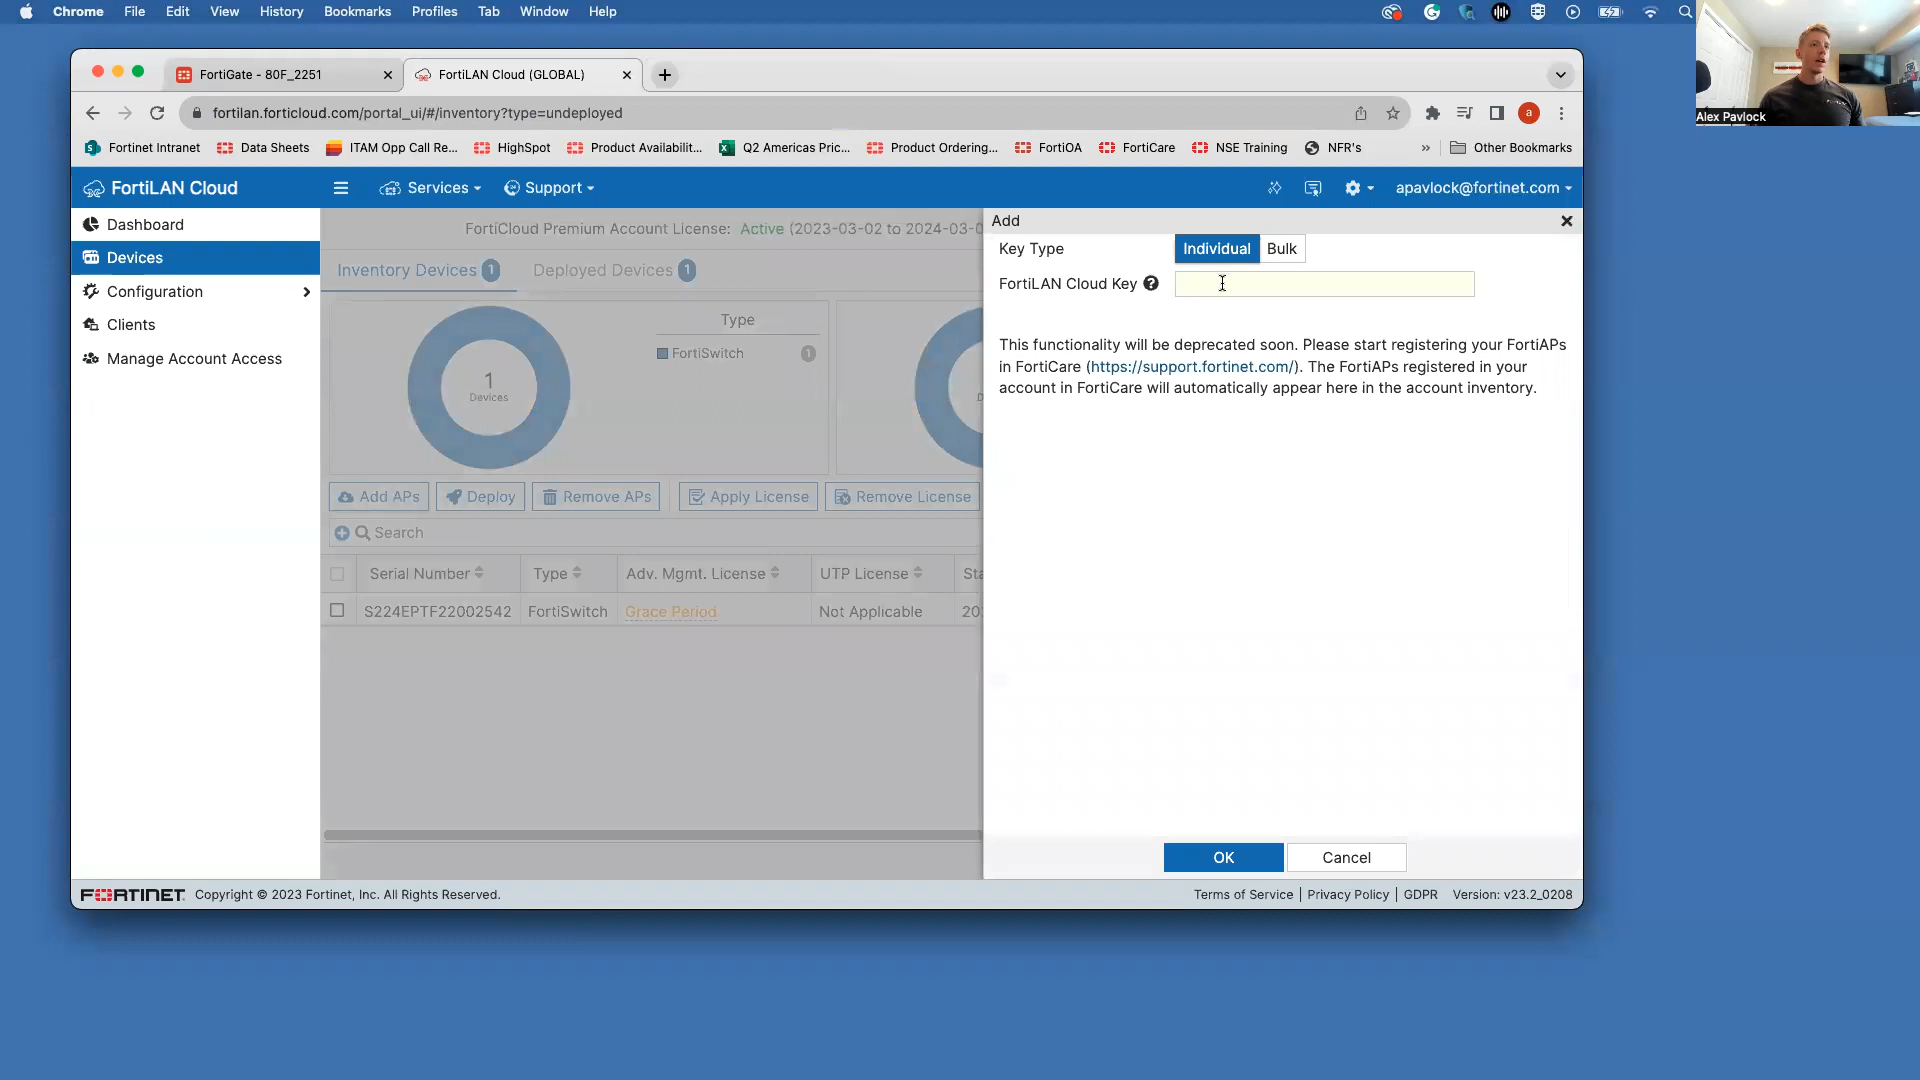 Chrome File Edit View History Bookmarks Profiles Tab Window Help
Alex Pavlock
FortiGate - 80F_2251
FortiLAN Cloud (GLOBAL)
fortilan.forticloud.com/portal_ui/#/inventory?type=undeployed
a
Fortinet Intranet Data Sheets ITAM Opp Call Re... HighSpot Product Availabilit... Q2 Americas Pric... Product Ordering... FortiOA FortiCare NSE Training NFR's » Other Bookmarks
FortiLAN Cloud Services Support apavlock@fortinet.com
Dashboard
Devices
Configuration
Clients
Manage Account Access
FortiCloud Premium Account License: Active (2023-03-02 to 2024-03-0
Inventory Devices 1 Deployed Devices 1
Type
FortiSwitch 1
1
Devices
D
Add APs Deploy Remove APs Apply License Remove License
Search
Serial Number Type Adv. Mgmt. License UTP License Sta
S224EPTF22002542 FortiSwitch Grace Period Not Applicable 20
Add
Key Type Individual Bulk
FortiLAN Cloud Key
This functionality will be deprecated soon. Please start registering your FortiAPs
in FortiCare (https://support.fortinet.com/). The FortiAPs registered in your
account in FortiCare will automatically appear here in the account inventory.
OK Cancel
FORTINET Copyright © 2023 Fortinet, Inc. All Rights Reserved. Terms of Service | Privacy Policy | GDPR Version: v23.2_0208